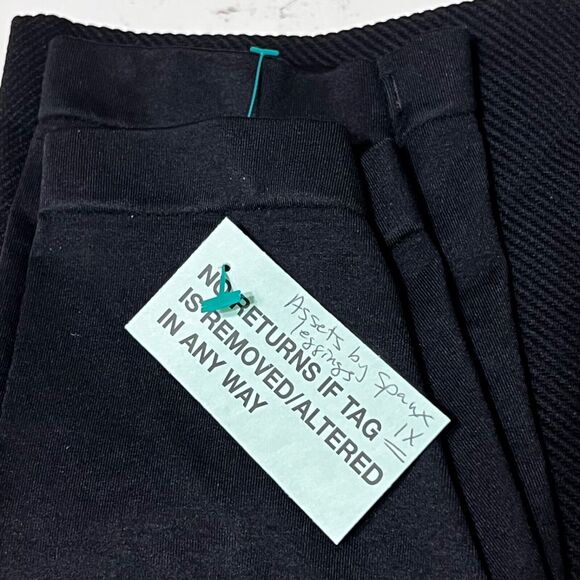 Assets by Spanx
leggings
1X
NO RETURNS IF TAG
IS REMOVED/ALTERED
IN ANY WAY